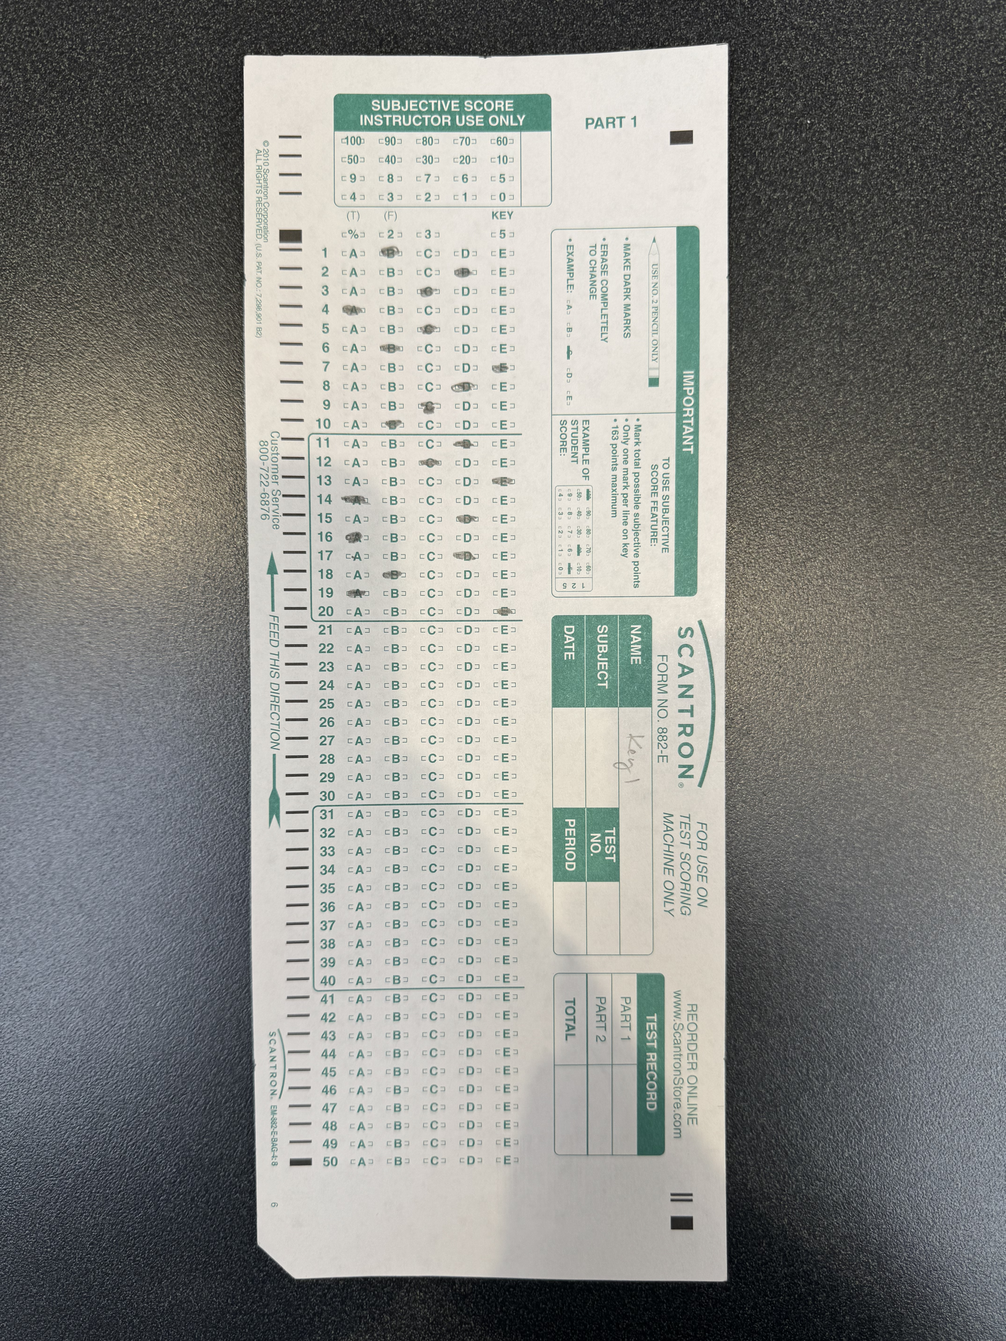 SUBJECTIVE SCORE
INSTRUCTOR USE ONLY
100 90 80 70 60
50 40 30 20 10
9 8 7 6 5
4 3 2 1 0
PART 1
(T) (F) KEY
% 2 3 5
1 A B C D E
2 A B C D E
3 A B C D E
4 A B C D E
5 A B C D E
6 A B C D E
7 A B C D E
8 A B C D E
9 A B C D E
10 A B C D E
11 A B C D E
12 A B C D E
13 A B C D E
14 A B C D E
15 A B C D E
16 A B C D E
17 A B C D E
18 A B C D E
19 A B C D E
20 A B C D E
21 A B C D E
22 A B C D E
23 A B C D E
24 A B C D E
25 A B C D E
26 A B C D E
27 A B C D E
28 A B C D E
29 A B C D E
30 A B C D E
31 A B C D E
32 A B C D E
33 A B C D E
34 A B C D E
35 A B C D E
36 A B C D E
37 A B C D E
38 A B C D E
39 A B C D E
40 A B C D E
41 A B C D E
42 A B C D E
43 A B C D E
44 A B C D E
45 A B C D E
46 A B C D E
47 A B C D E
48 A B C D E
49 A B C D E
50 A B C D E
IMPORTANT
USE NO. 2 PENCIL ONLY
• MAKE DARK MARKS
• ERASE COMPLETELY
TO CHANGE
• EXAMPLE: A B D E
TO USE SUBJECTIVE
SCORE FEATURE:
• Mark total possible subjective points
• Only one mark per line on key
• 163 points maximum
EXAMPLE OF
STUDENT
SCORE:
SCANTRON®
FORM NO. 882-E
FOR USE ON
TEST SCORING
MACHINE ONLY
REORDER ONLINE
www.ScantronStore.com
NAME Key 1
SUBJECT
TEST
NO.
DATE
PERIOD
TEST RECORD
PART 1
PART 2
TOTAL
© 2010 Scantron Corporation
ALL RIGHTS RESERVED. (U.S. PAT. NO.: 7,298,901 B2)
Customer Service
800-722-6876
FEED THIS DIRECTION
SCANTRON. EM-882-E-BAG-4: 8
6